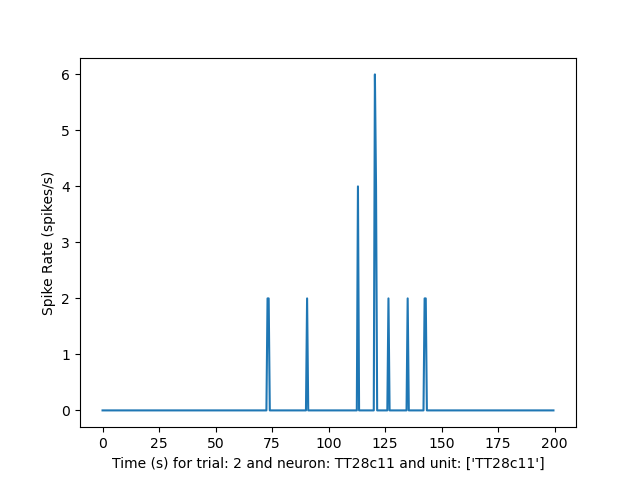 6
5
4
3
2
1
0
Spike Rate (spikes/s)
0 25 50 75 100 125 150 175 200
Time (s) for trial: 2 and neuron: TT28c11 and unit: ['TT28c11']